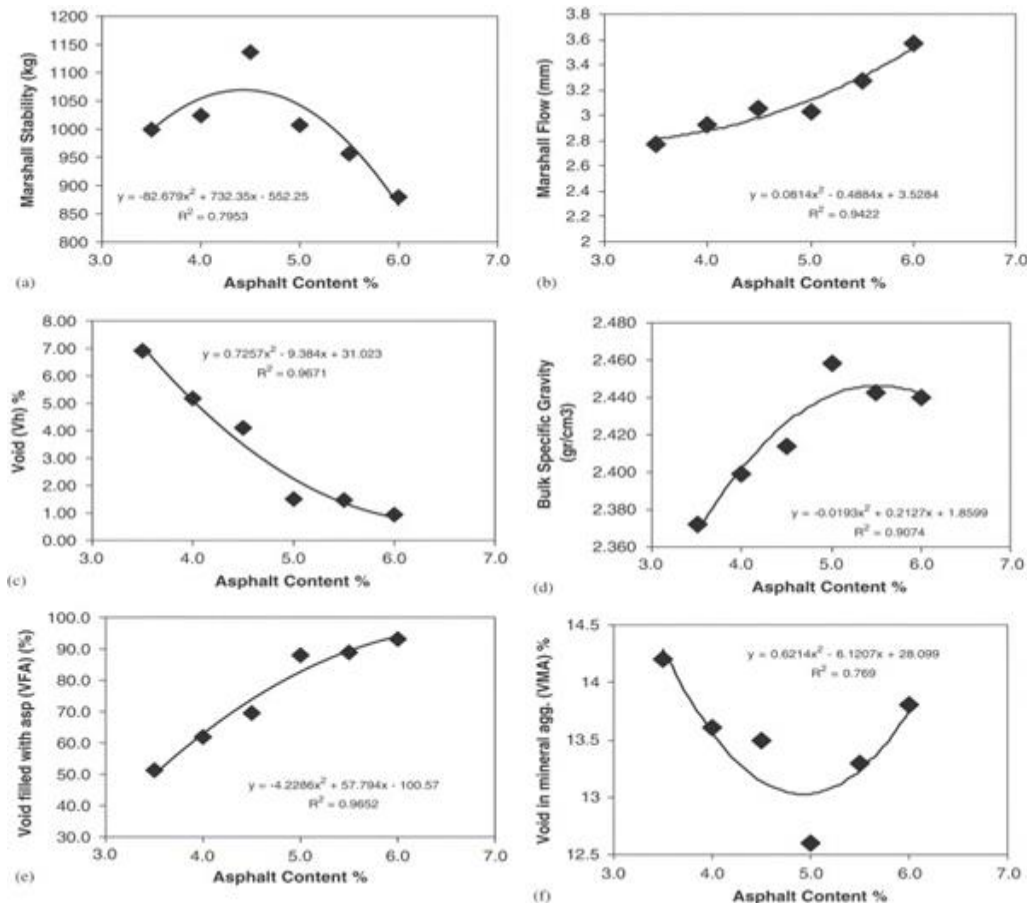 1200
1150
1100
1050
1000
950
900
850
800
Marshall Stability (kg)
y = -82.679x² + 732.35x - 552.25
R² = 0.7953
3.0 4.0 5.0 6.0 7.0
(a) Asphalt Content %
3.8
3.6
3.4
3.2
3
2.8
2.6
2.4
2.2
2
Marshall Flow (mm)
y = 0.0814x² - 0.4884x + 3.5284
R² = 0.9422
3.0 4.0 5.0 6.0 7.0
(b) Asphalt Content %
8.00
7.00
6.00
5.00
4.00
3.00
2.00
1.00
0.00
Void (Vh) %
y = 0.7257x² - 9.384x + 31.023
R² = 0.9671
3.0 4.0 5.0 6.0 7.0
(c) Asphalt Content %
2.480
2.460
2.440
2.420
2.400
2.380
2.360
Bulk Specific Gravity
(gr/cm3)
y = -0.0193x² + 0.2127x + 1.8599
R² = 0.9074
3.0 4.0 5.0 6.0 7.0
(d) Asphalt Content %
100.0
90.0
80.0
70.0
60.0
50.0
40.0
30.0
Void filled with asp (VFA) (%)
y = -4.2286x² + 57.794x - 100.57
R² = 0.9652
3.0 4.0 5.0 6.0 7.0
(e) Asphalt Content %
14.5
14
13.5
13
12.5
Void in mineral agg. (VMA) %
y = 0.6214x² - 6.1207x + 28.099
R² = 0.769
3.0 4.0 5.0 6.0 7.0
(f) Asphalt Content %